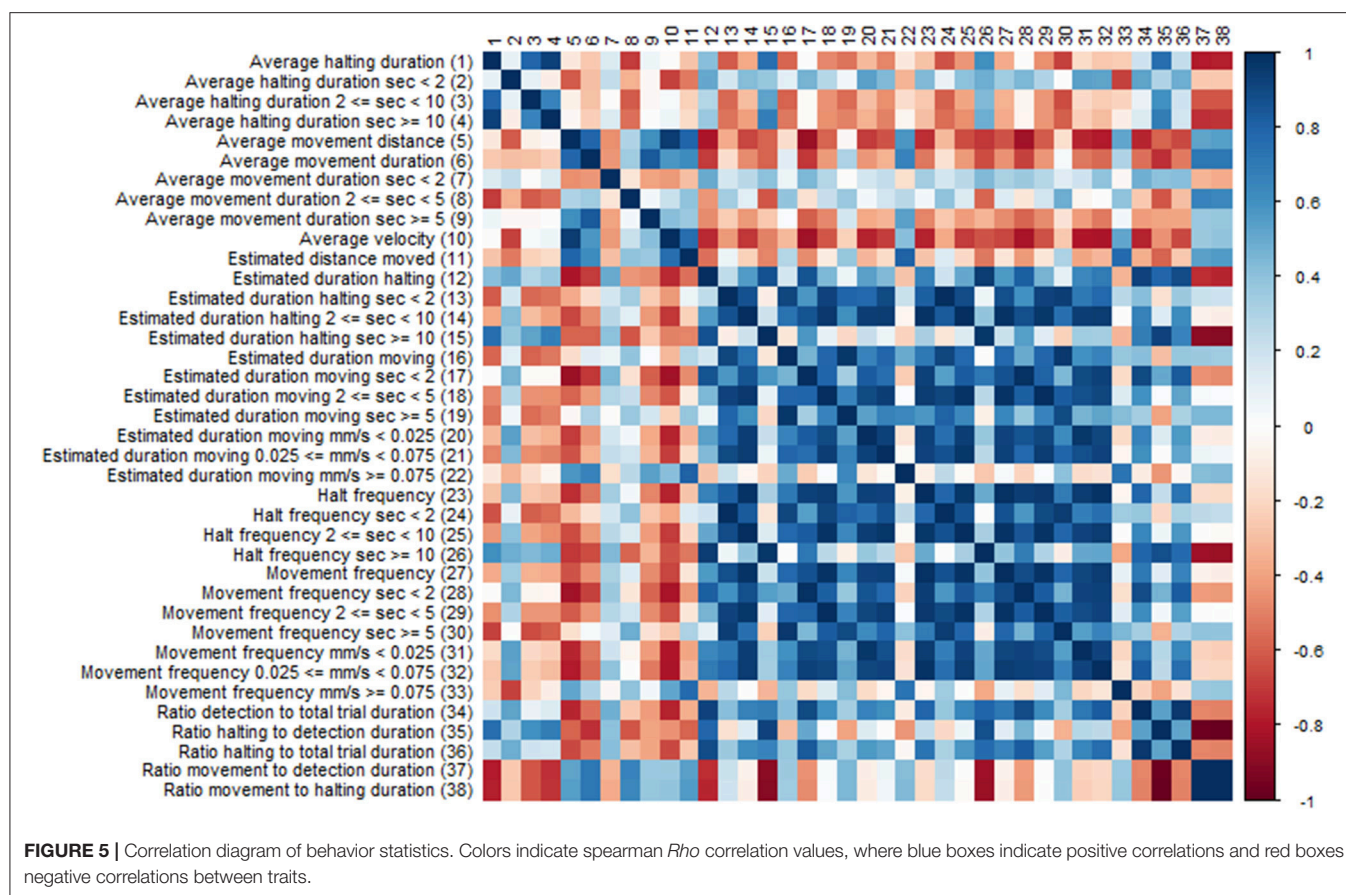 1 2 3 4 5 6 7 8 9 10 11 12 13 14 15 16 17 18 19 20 21 22 23 24 25 26 27 28 29 30 31 32 33 34 35 36 37 38
Average halting duration (1)
Average halting duration sec < 2 (2)
Average halting duration 2 <= sec < 10 (3)
Average halting duration sec >= 10 (4)
Average movement distance (5)
Average movement duration (6)
Average movement duration sec < 2 (7)
Average movement duration 2 <= sec < 5 (8)
Average movement duration sec >= 5 (9)
Average velocity (10)
Estimated distance moved (11)
Estimated duration halting (12)
Estimated duration halting sec < 2 (13)
Estimated duration halting 2 <= sec < 10 (14)
Estimated duration halting sec >= 10 (15)
Estimated duration moving (16)
Estimated duration moving sec < 2 (17)
Estimated duration moving 2 <= sec < 5 (18)
Estimated duration moving sec >= 5 (19)
Estimated duration moving mm/s < 0.025 (20)
Estimated duration moving 0.025 <= mm/s < 0.075 (21)
Estimated duration moving mm/s >= 0.075 (22)
Halt frequency (23)
Halt frequency sec < 2 (24)
Halt frequency 2 <= sec < 10 (25)
Halt frequency sec >= 10 (26)
Movement frequency (27)
Movement frequency sec < 2 (28)
Movement frequency 2 <= sec < 5 (29)
Movement frequency sec >= 5 (30)
Movement frequency mm/s < 0.025 (31)
Movement frequency 0.025 <= mm/s < 0.075 (32)
Movement frequency mm/s >= 0.075 (33)
Ratio detection to total trial duration (34)
Ratio halting to detection duration (35)
Ratio halting to total trial duration (36)
Ratio movement to detection duration (37)
Ratio movement to halting duration (38)
1
0.8
0.6
0.4
0.2
0
-0.2
-0.4
-0.6
-0.8
-1
FIGURE 5 | Correlation diagram of behavior statistics. Colors indicate spearman Rho correlation values, where blue boxes indicate positive correlations and red boxes
negative correlations between traits.